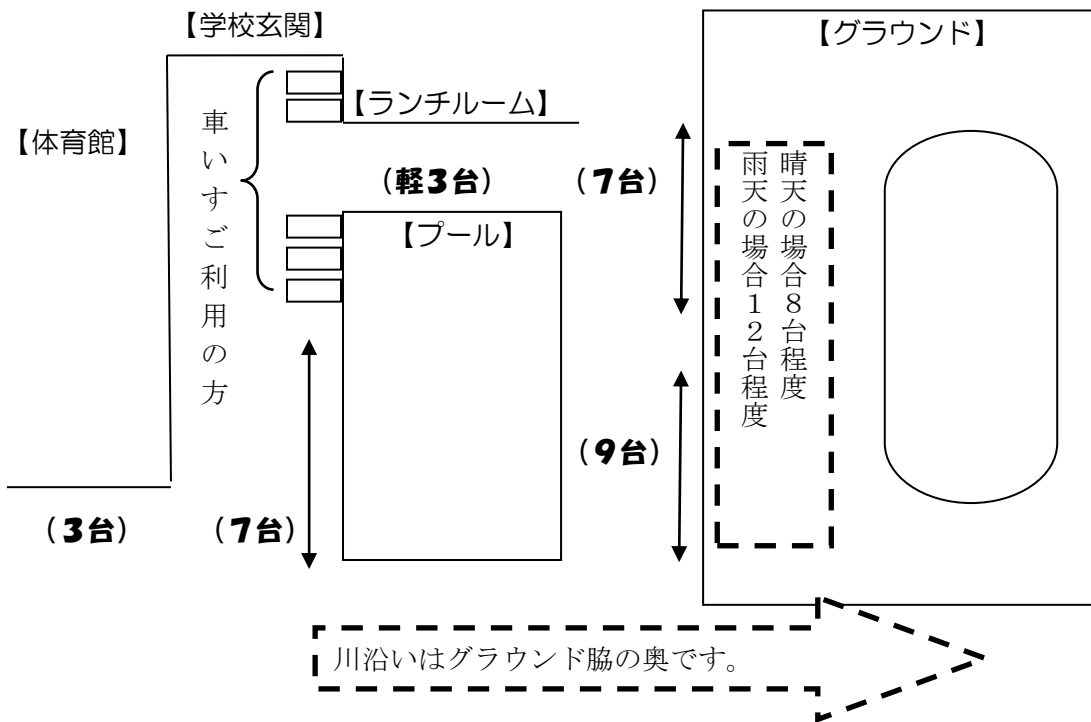 【学校玄関】
【グラウンド】
【ランチルーム】
【体育館】
車いすご利用の方
(軽3台)
(7台)
晴天の場合8台程度
雨天の場合12台程度
【プール】
(9台)
(3台)
(7台)
川沿いはグラウンド脇の奥です。